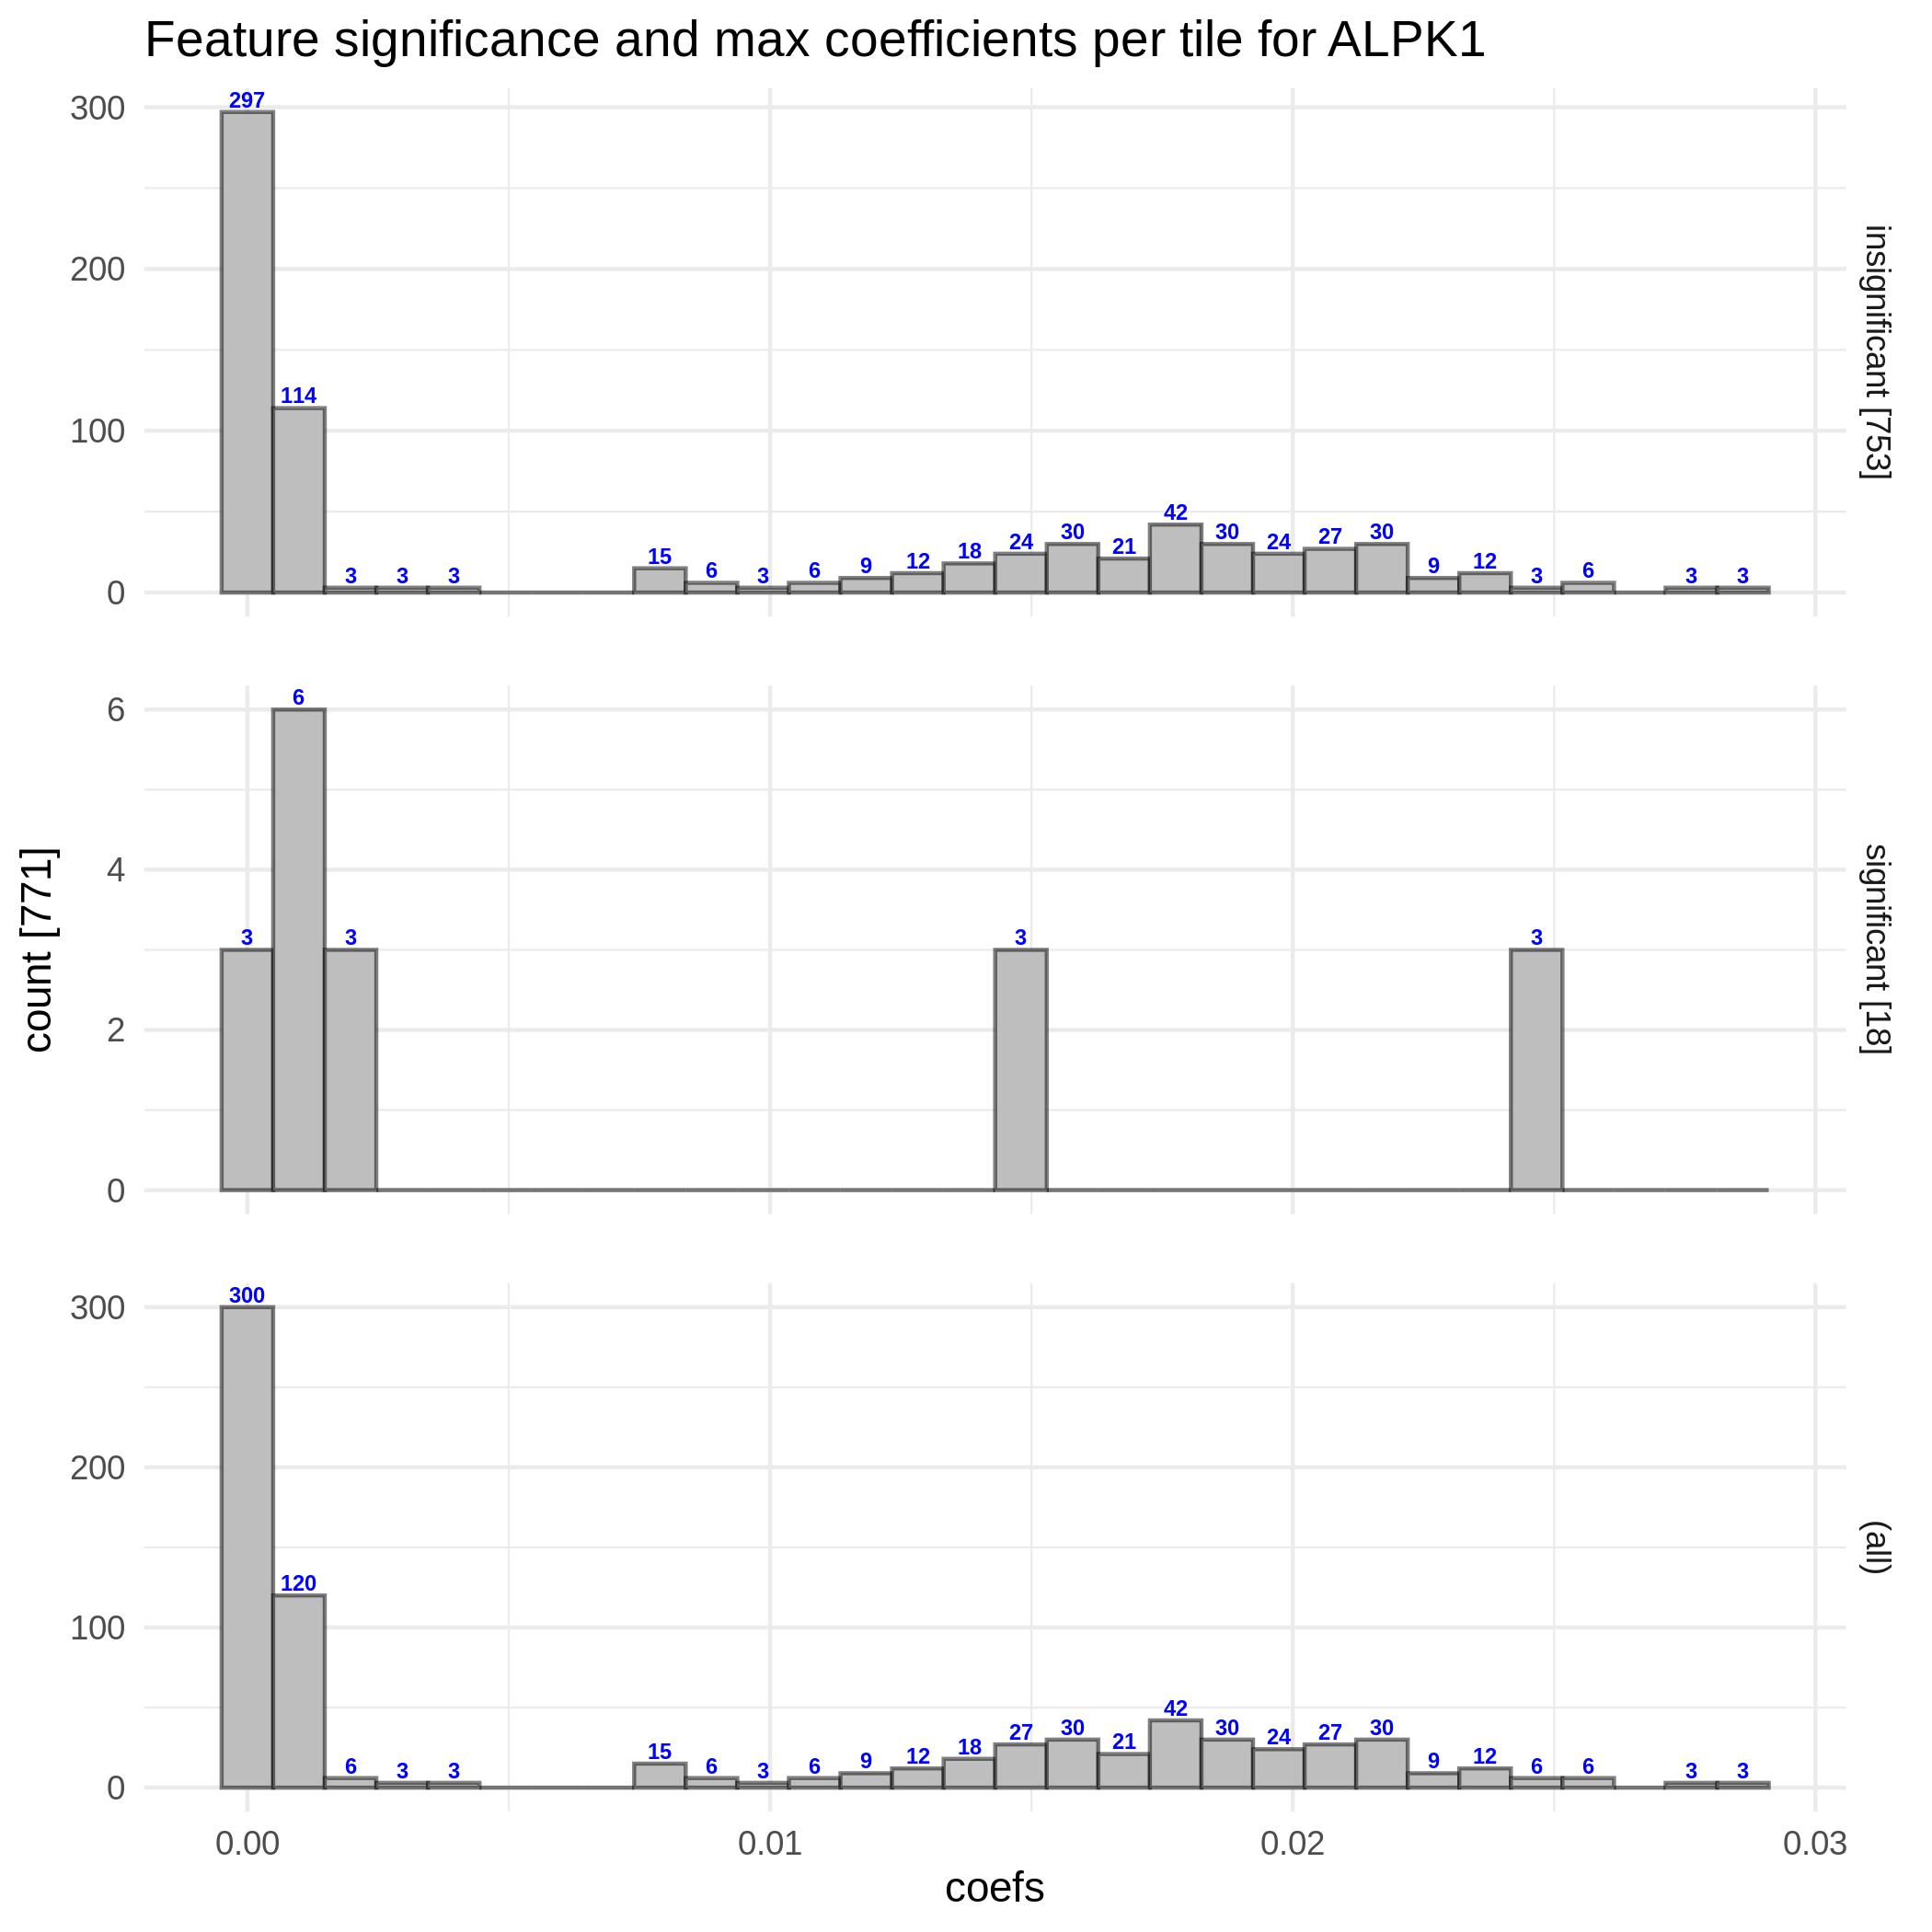 Feature significance and max coefficients per tile for ALPK1
297
300
114
200
100
3 3 3
15 6 3 6 9 12 18 24 30 21 42 30 24 27 30 9 12 3 6 3 3
0
insignificant [753]
6
6
4
3 3 3 3
2
0
significant [18]
count [771]
300
300
200
120
100
6 3 3
15 6 3 6 9 12 18 27 30 21 42 30 24 27 30 9 12 6 6 3 3
0
(all)
0.00 0.01 0.02 0.03
coefs